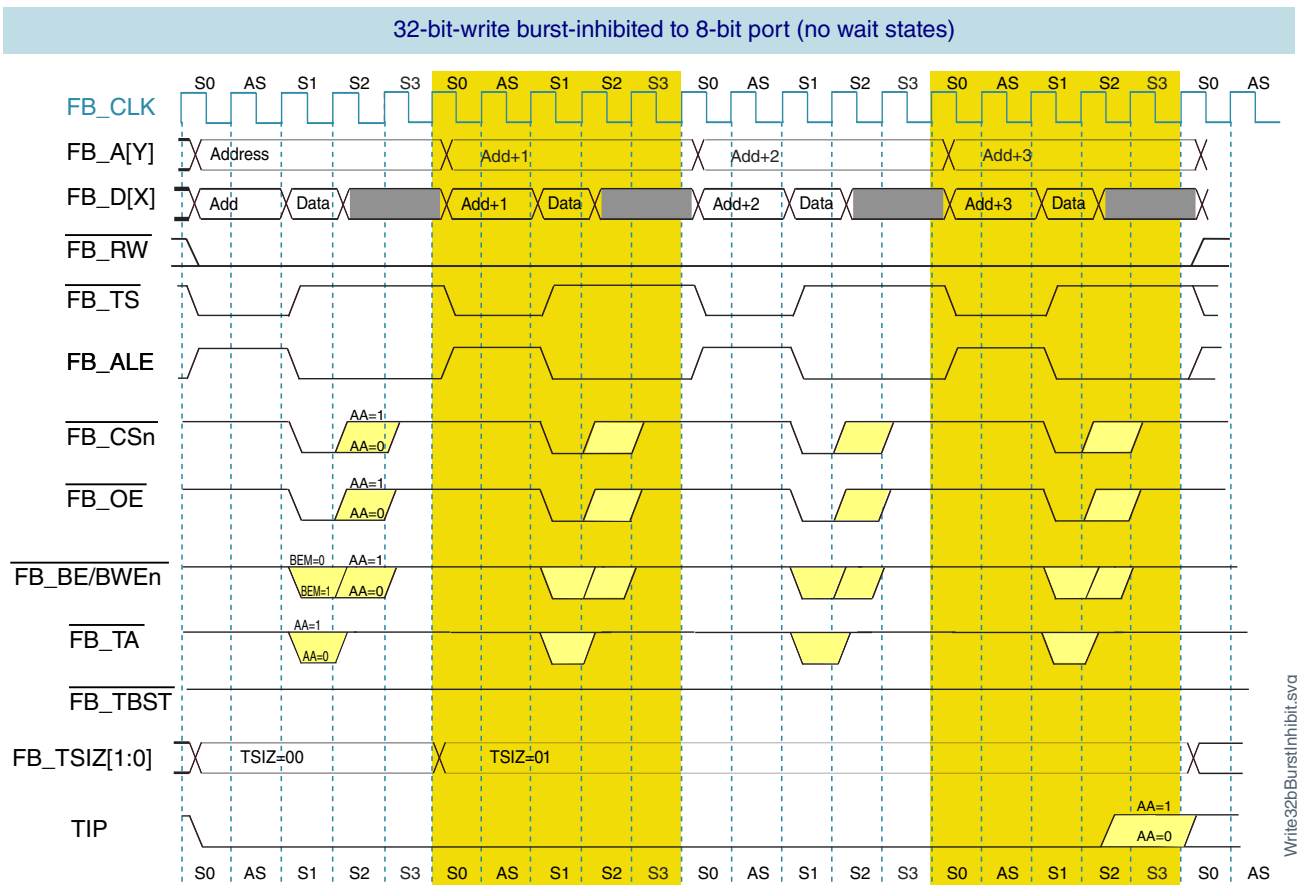 32-bit-write burst-inhibited to 8-bit port (no wait states)
S0 AS S1 S2 S3 S0 AS S1 S2 S3 S0 AS S1 S2 S3 S0 AS S1 S2 S3 S0 AS
FB_CLK
FB_A[Y] Address Add+1 Add+2 Add+3
FB_D[X] Add Data Add+1 Data Add+2 Data Add+3 Data
FB_RW
FB_TS
FB_ALE
AA=1
FB_CSn AA=0
AA=1
FB_OE AA=0
BEM=0 AA=1
FB_BE/BWEn BEM=1 AA=0
AA=1
FB_TA AA=0
FB_TBST
FB_TSIZ[1:0] TSIZ=00 TSIZ=01
AA=1
TIP AA=0
S0 AS S1 S2 S3 S0 AS S1 S2 S3 S0 AS S1 S2 S3 S0 AS S1 S2 S3 S0 AS
Write32bBurstInhibit.svg